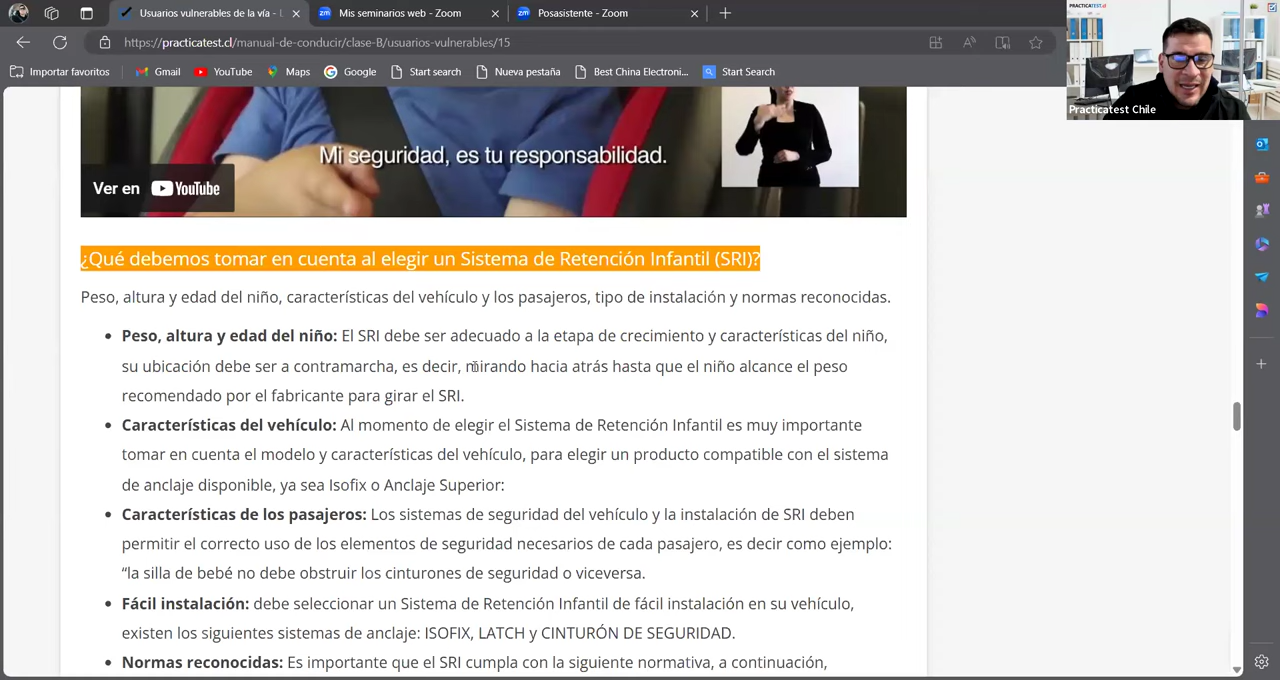 Usuarios vulnerables de la vía - L
Mis seminarios web - Zoom
Posasistente - Zoom
https://practicatest.cl/manual-de-conducir/clase-B/usuarios-vulnerables/15
Importar favoritos
Gmail
YouTube
Maps
Google
Start search
Nueva pestaña
Best China Electroni...
Start Search
PRACTICATEST.cl
Practicatest Chile
Mi seguridad, es tu responsabilidad.
Ver en YouTube
¿Qué debemos tomar en cuenta al elegir un Sistema de Retención Infantil (SRI)?
Peso, altura y edad del niño, características del vehículo y los pasajeros, tipo de instalación y normas reconocidas.
• Peso, altura y edad del niño: El SRI debe ser adecuado a la etapa de crecimiento y características del niño,
su ubicación debe ser a contramarcha, es decir, mirando hacia atrás hasta que el niño alcance el peso
recomendado por el fabricante para girar el SRI.
• Características del vehículo: Al momento de elegir el Sistema de Retención Infantil es muy importante
tomar en cuenta el modelo y características del vehículo, para elegir un producto compatible con el sistema
de anclaje disponible, ya sea Isofix o Anclaje Superior:
• Características de los pasajeros: Los sistemas de seguridad del vehículo y la instalación de SRI deben
permitir el correcto uso de los elementos de seguridad necesarios de cada pasajero, es decir como ejemplo:
“la silla de bebé no debe obstruir los cinturones de seguridad o viceversa.
• Fácil instalación: debe seleccionar un Sistema de Retención Infantil de fácil instalación en su vehículo,
existen los siguientes sistemas de anclaje: ISOFIX, LATCH y CINTURÓN DE SEGURIDAD.
• Normas reconocidas: Es importante que el SRI cumpla con la siguiente normativa, a continuación,